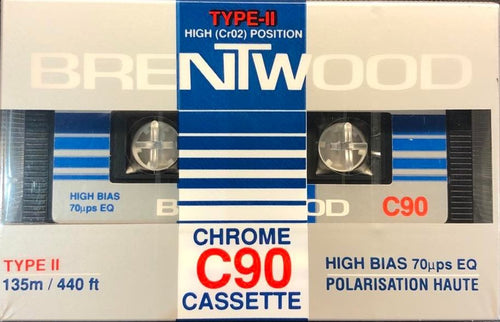 TYPE-II
HIGH (Cr02) POSITION
BRENTWOOD
HIGH BIAS
70µps EQ
B OD
C90
CHROME
C90
CASSETTE
TYPE II
135m / 440 ft
HIGH BIAS 70µps EQ
POLARISATION HAUTE